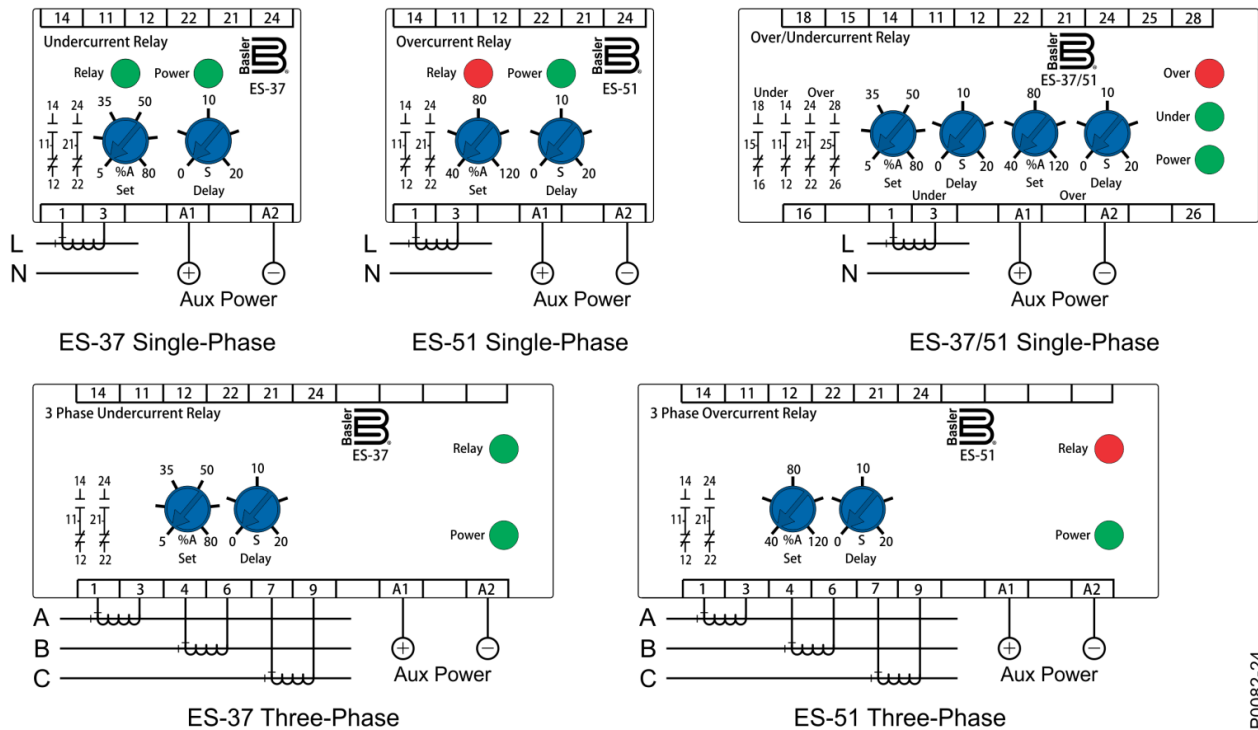 14 11 12 22 21 24
Undercurrent Relay
Basler
ES-37
Relay
Power
14 24
11 21
12 22
35 50
5 %A 80
Set
10
0 S 20
Delay
1 3 A1 A2
L
N
+ −
Aux Power
ES-37 Single-Phase
14 11 12 22 21 24
Overcurrent Relay
Basler
ES-51
Relay
Power
14 24
11 21
12 22
80
40 %A 120
Set
10
0 S 20
Delay
1 3 A1 A2
L
N
+ −
Aux Power
ES-51 Single-Phase
18 15 14 11 12 22 21 24 25 28
Over/Undercurrent Relay
Basler
ES-37/51
Over
Under
Power
Under Over
18 14 24 28
15 11 21 25
16 12 22 26
35 50
5 %A 80
Set
10
0 S 20
Delay
Under
80
40 %A 120
Set
10
0 S 20
Delay
Over
16 1 3 A1 A2 26
L
N
+ −
Aux Power
ES-37/51 Single-Phase
14 11 12 22 21 24
3 Phase Undercurrent Relay
Basler
ES-37
Relay
Power
14 24
11 21
12 22
35 50
5 %A 80
Set
10
0 S 20
Delay
1 3 4 6 7 9 A1 A2
A
B
C
+ −
Aux Power
ES-37 Three-Phase
14 11 12 22 21 24
3 Phase Overcurrent Relay
Basler
ES-51
Relay
Power
14 24
11 21
12 22
80
40 %A 120
Set
10
0 S 20
Delay
1 3 4 6 7 9 A1 A2
A
B
C
+ −
Aux Power
ES-51 Three-Phase
P0082-24